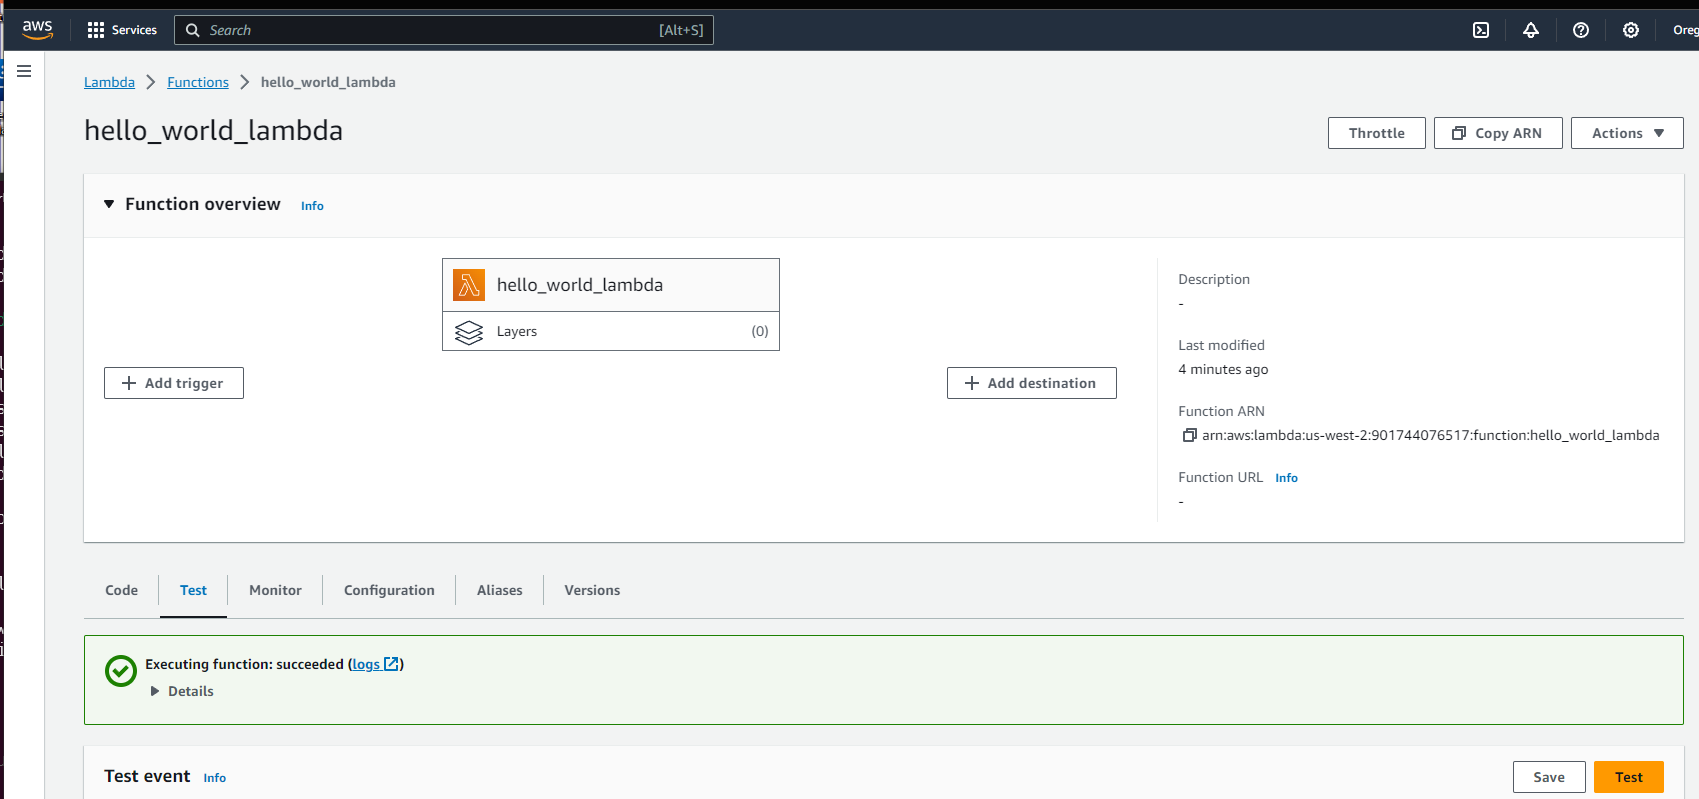 aws Services Search [Alt+S] Oreg
Lambda Functions hello_world_lambda
hello_world_lambda
Throttle Copy ARN Actions
Function overview Info
hello_world_lambda
Layers (0)
Add trigger
Add destination
Description
-
Last modified
4 minutes ago
Function ARN
arn:aws:lambda:us-west-2:901744076517:function:hello_world_lambda
Function URL Info
-
Code Test Monitor Configuration Aliases Versions
Executing function: succeeded (logs)
Details
Test event Info
Save Test